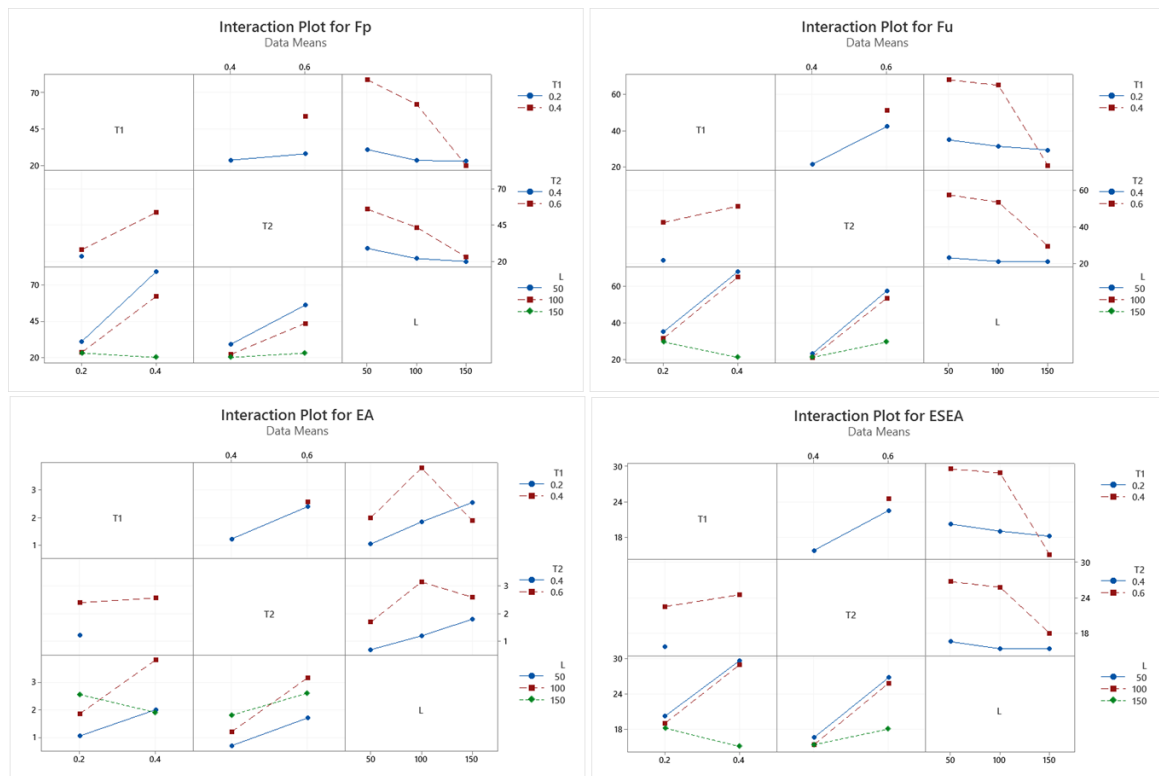 Interaction Plot for Fp
Data Means
0.4 0.6
T1
0.2
0.4
70
45
20
T1
T2
0.4
0.6
70
45
20
T2
L
50
100
150
70
45
20
L
0.2 0.4 50 100 150
Interaction Plot for Fu
Data Means
0.4 0.6
T1
0.2
0.4
60
40
20
T1
T2
0.4
0.6
60
40
20
T2
L
50
100
150
60
40
20
L
0.2 0.4 50 100 150
Interaction Plot for EA
Data Means
0.4 0.6
T1
0.2
0.4
3
2
1
T1
T2
0.4
0.6
3
2
1
T2
L
50
100
150
3
2
1
L
0.2 0.4 50 100 150
Interaction Plot for ESEA
Data Means
0.4 0.6
T1
0.2
0.4
30
24
18
T1
T2
0.4
0.6
30
24
18
T2
L
50
100
150
30
24
18
L
0.2 0.4 50 100 150